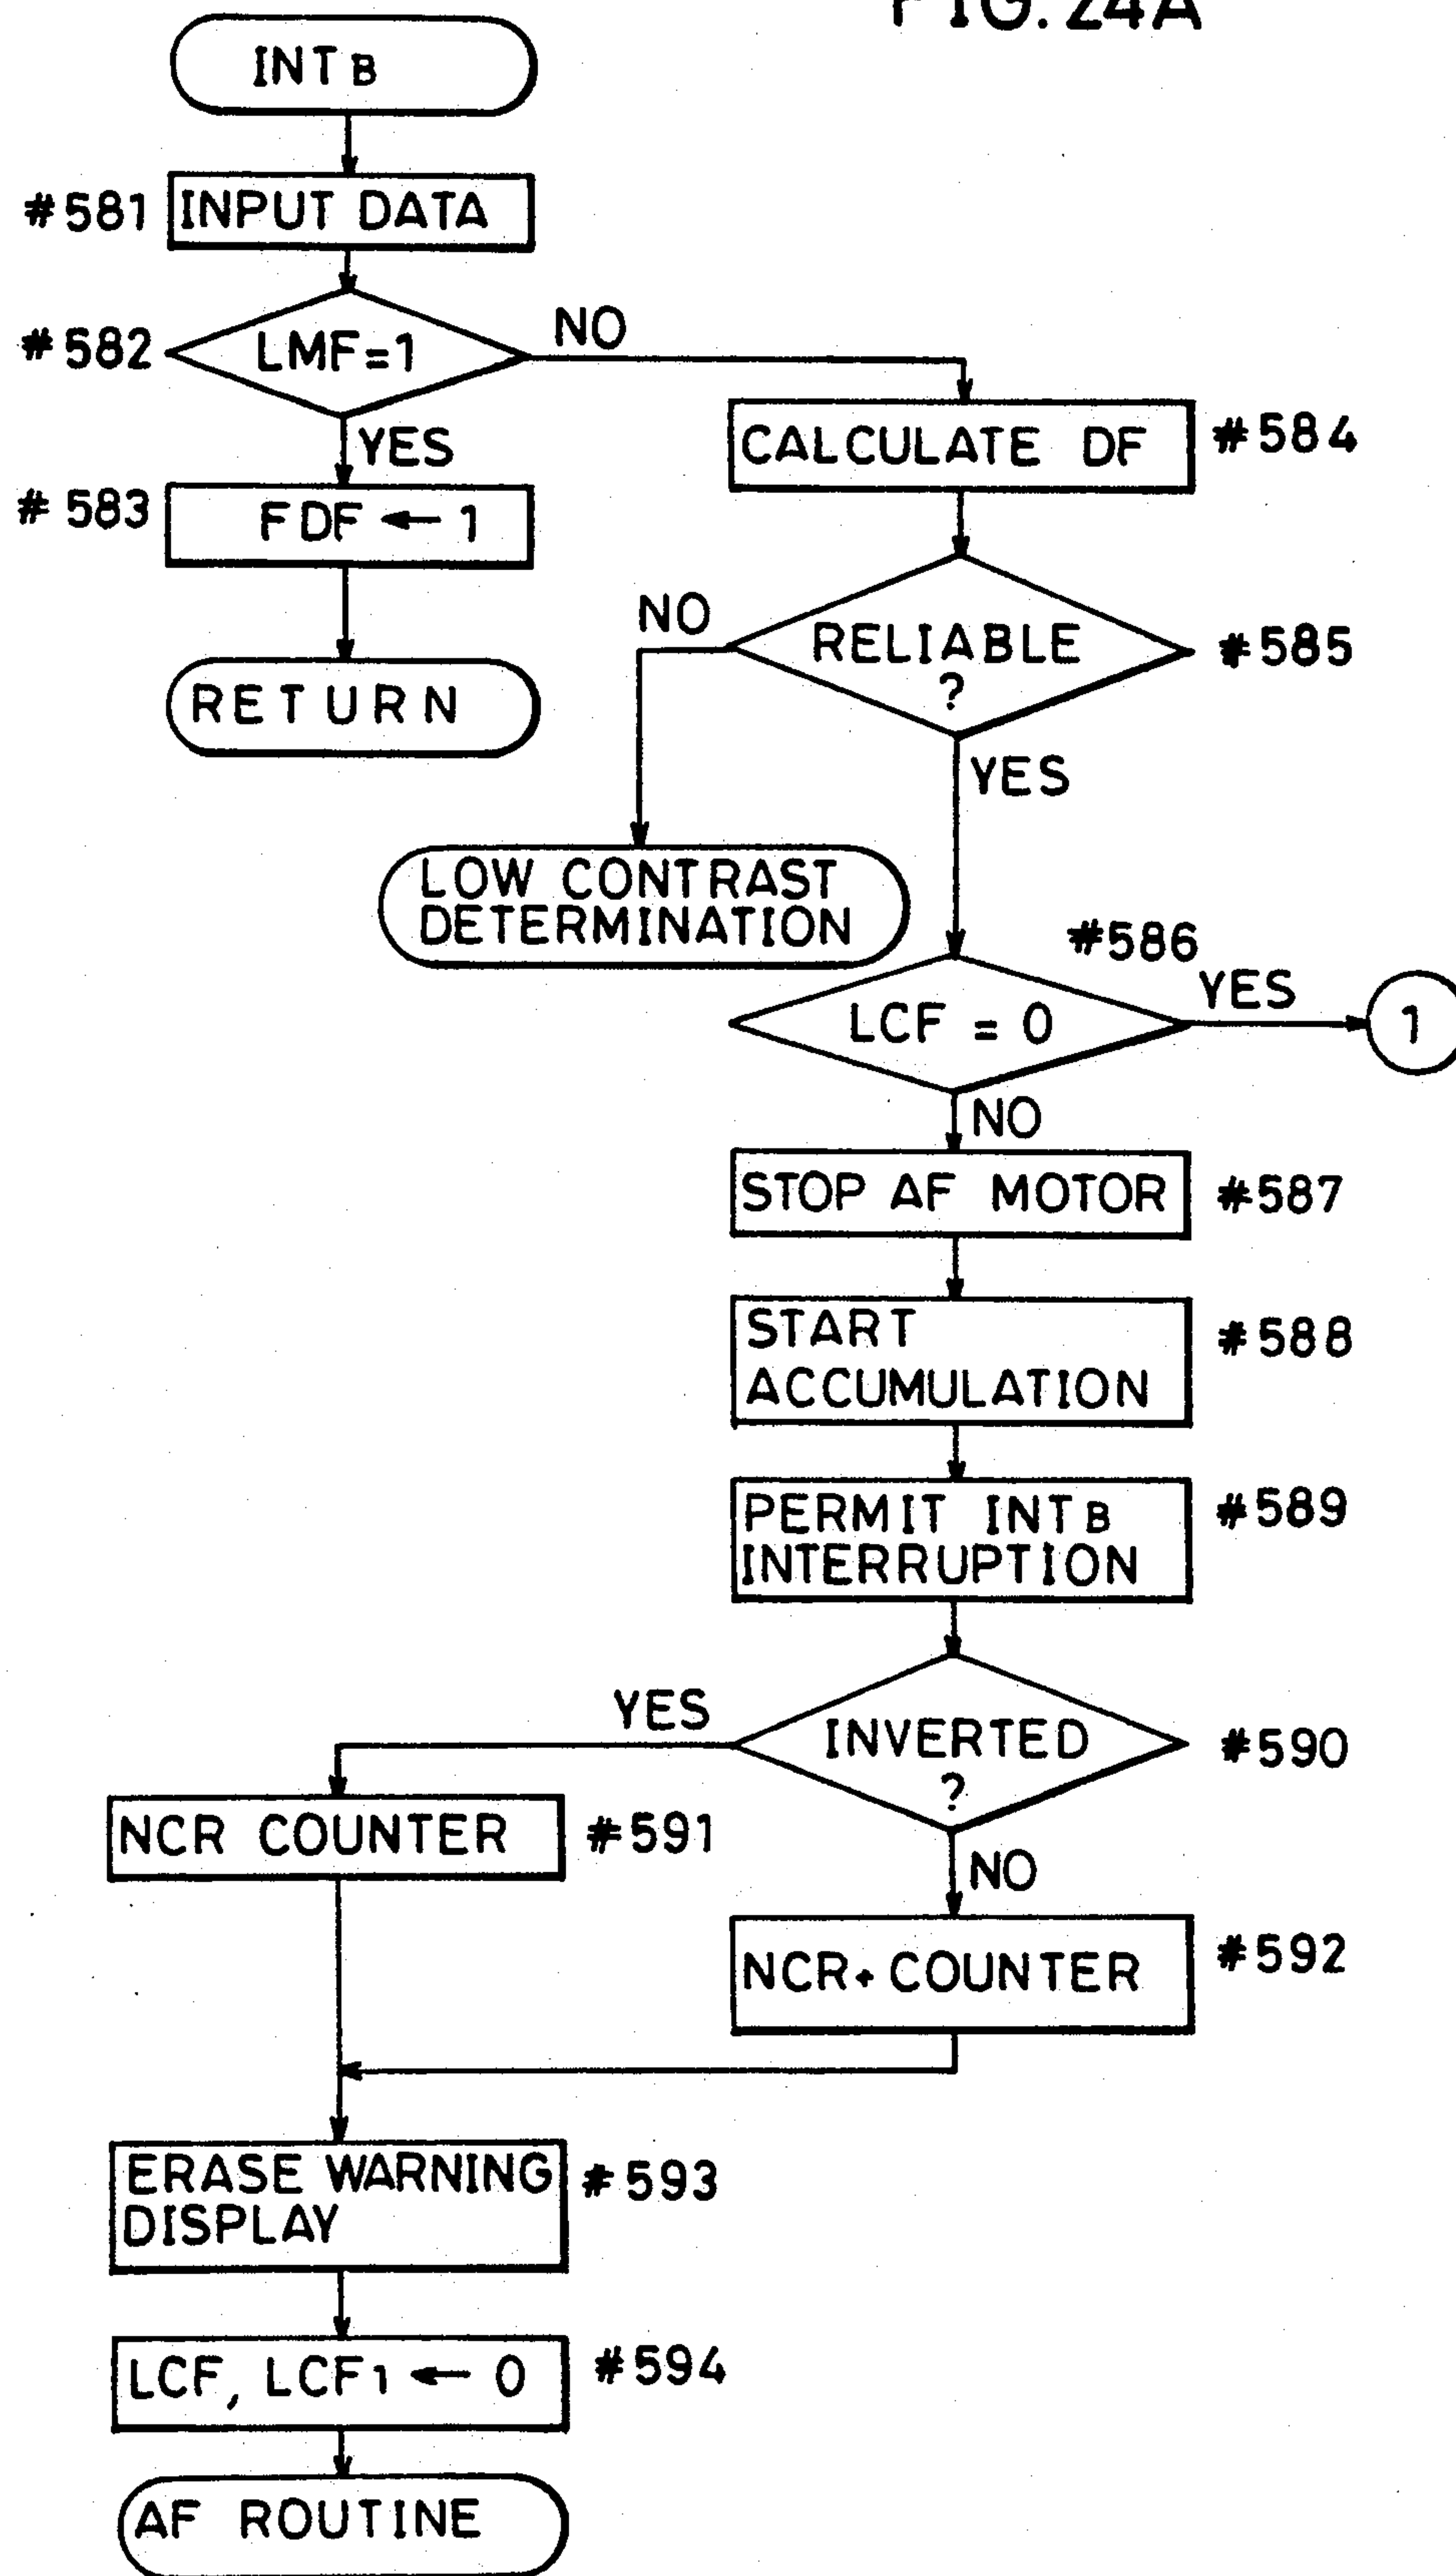 FIG. 24A
INTB
#581 INPUT DATA
#582 LMF=1
NO
YES
CALCULATE DF #584
#583 FDF ← 1
NO
RELIABLE
?
#585
RETURN
YES
LOW CONTRAST
DETERMINATION
#586
LCF = 0
YES
1
NO
STOP AF MOTOR #587
START
ACCUMULATION
#588
PERMIT INTB
INTERRUPTION
#589
YES
INVERTED
?
#590
NCR COUNTER #591
NO
NCR+COUNTER #592
ERASE WARNING
DISPLAY
#593
LCF, LCF1 ← 0 #594
AF ROUTINE